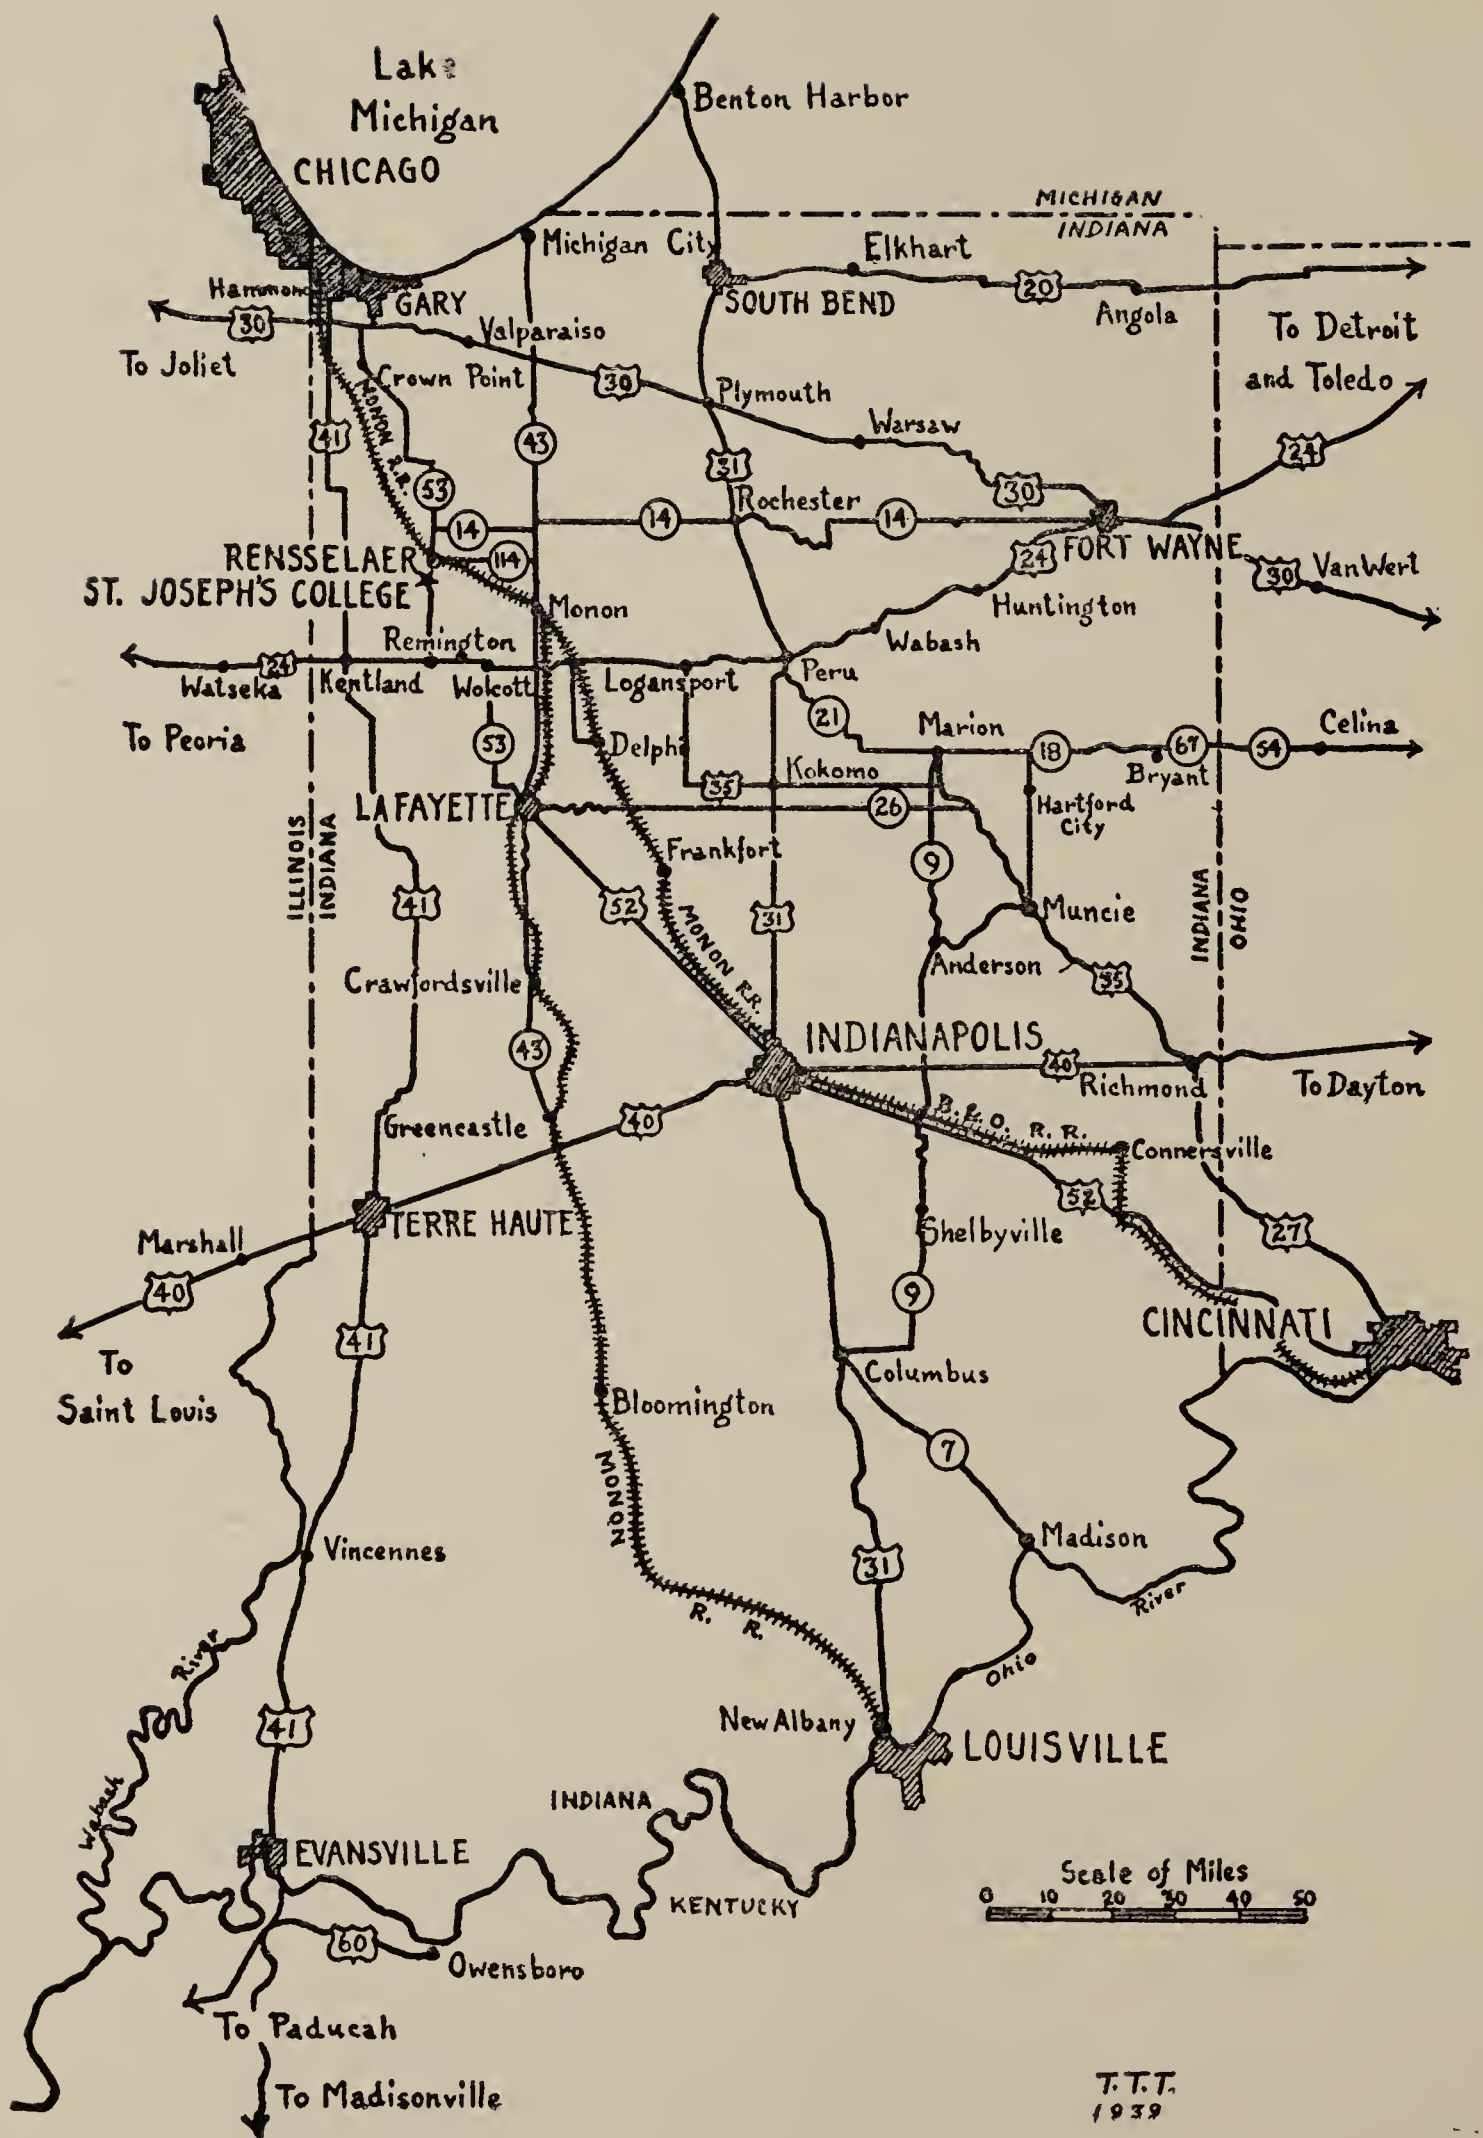 Lake
Michigan
Benton Harbor
CHICAGO
MICHIGAN
INDIANA
Michigan City
Elkhart
Hammond
GARY
SOUTH BEND
20
Angola
30
Valparaiso
To Detroit
and Toledo
To Joliet
Crown Point
30
Plymouth
MONON R.R.
41
43
Warsaw
24
31
53
30
Rochester
14
14
14
RENSSELAER
114
24
FORT WAYNE
30
Van Wert
ST. JOSEPH'S COLLEGE
Monon
Huntington
Remington
Wabash
24
Watseka
Kentland
Wolcott
Logansport
Peru
To Peoria
21
Marion
Celina
53
Delphi
18
67
54
Bryant
35
Kokomo
LAFAYETTE
26
Hartford
City
ILLINOIS
INDIANA
Frankfort
9
41
52
31
MONON R.R.
Muncie
INDIANA
OHIO
Anderson
35
Crawfordsville
43
INDIANAPOLIS
40
Richmond
To Dayton
Greencastle
40
B. & O. R. R.
Connersville
52
TERRE HAUTE
Shelbyville
27
Marshall
40
9
CINCINNATI
41
To
Saint Louis
Columbus
Bloomington
7
MONON
Vincennes
Madison
31
River
R. R.
River
Ohio
41
New Albany
LOUISVILLE
Wabash
INDIANA
EVANSVILLE
KENTUCKY
Scale of Miles
0 10 20 30 40 50
60
Owensboro
To Paducah
To Madisonville
T.T.T.
1939